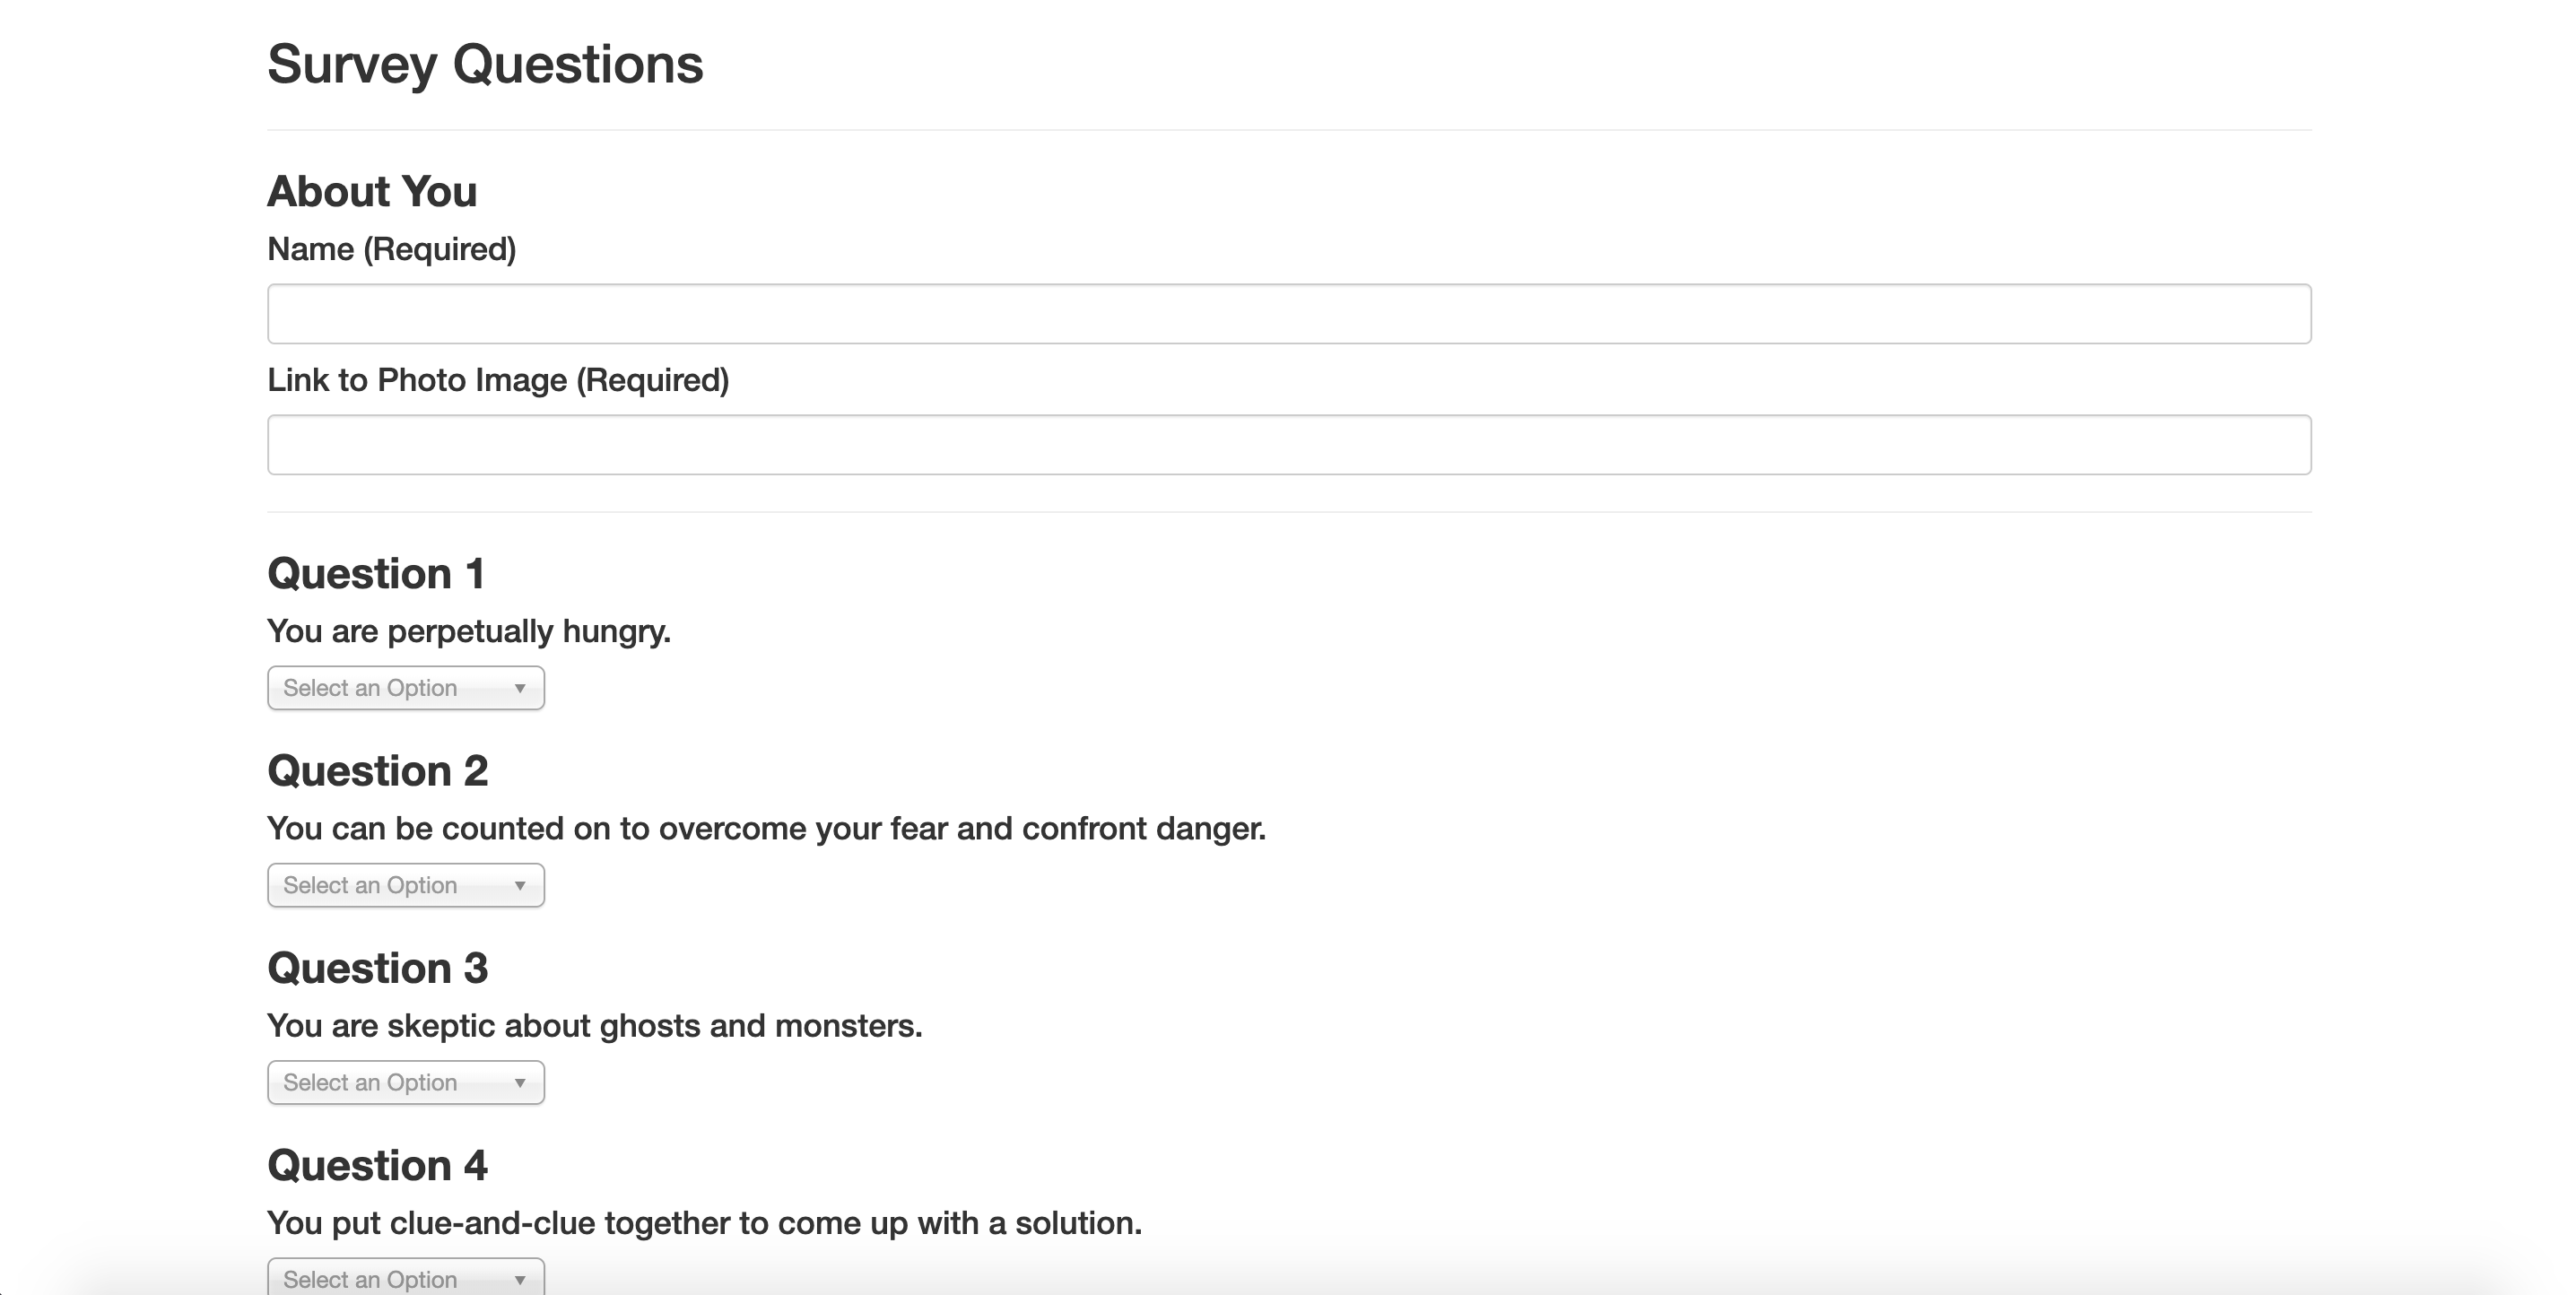 Survey Questions
About You
Name (Required)
Link to Photo Image (Required)
Question 1
You are perpetually hungry.
Select an Option
Question 2
You can be counted on to overcome your fear and confront danger.
Select an Option
Question 3
You are skeptic about ghosts and monsters.
Select an Option
Question 4
You put clue-and-clue together to come up with a solution.
Select an Option